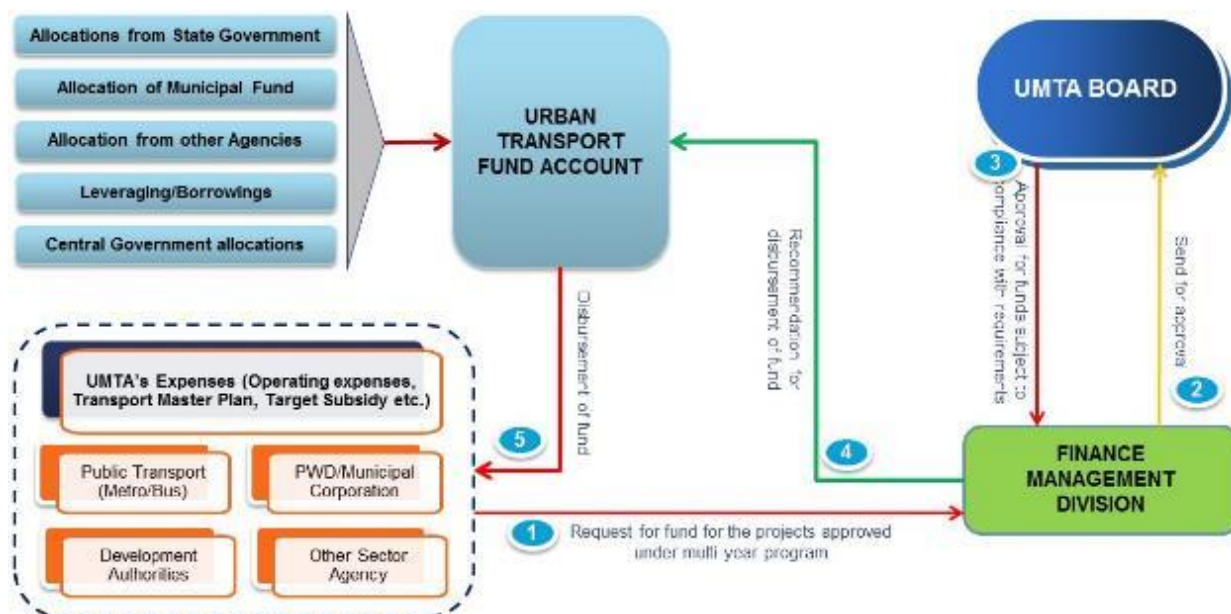 Allocations from State Government
Allocation of Municipal Fund
Allocation from other Agencies
Leveraging/Borrowings
Central Government allocations
URBAN
TRANSPORT
FUND ACCOUNT
UMTA BOARD
3
Approval for funds subject to
compliance with requirements
Send for approval
2
Recommendation for
disbursement of fund
Disbursement of fund
UMTA's Expenses (Operating expenses,
Transport Master Plan, Target Subsidy etc.)
Public Transport
(Metro/Bus)
PWD/Municipal
Corporation
Development
Authorities
Other Sector
Agency
5
4
FINANCE
MANAGEMENT
DIVISION
1
Request for fund for the projects approved
under multi year program